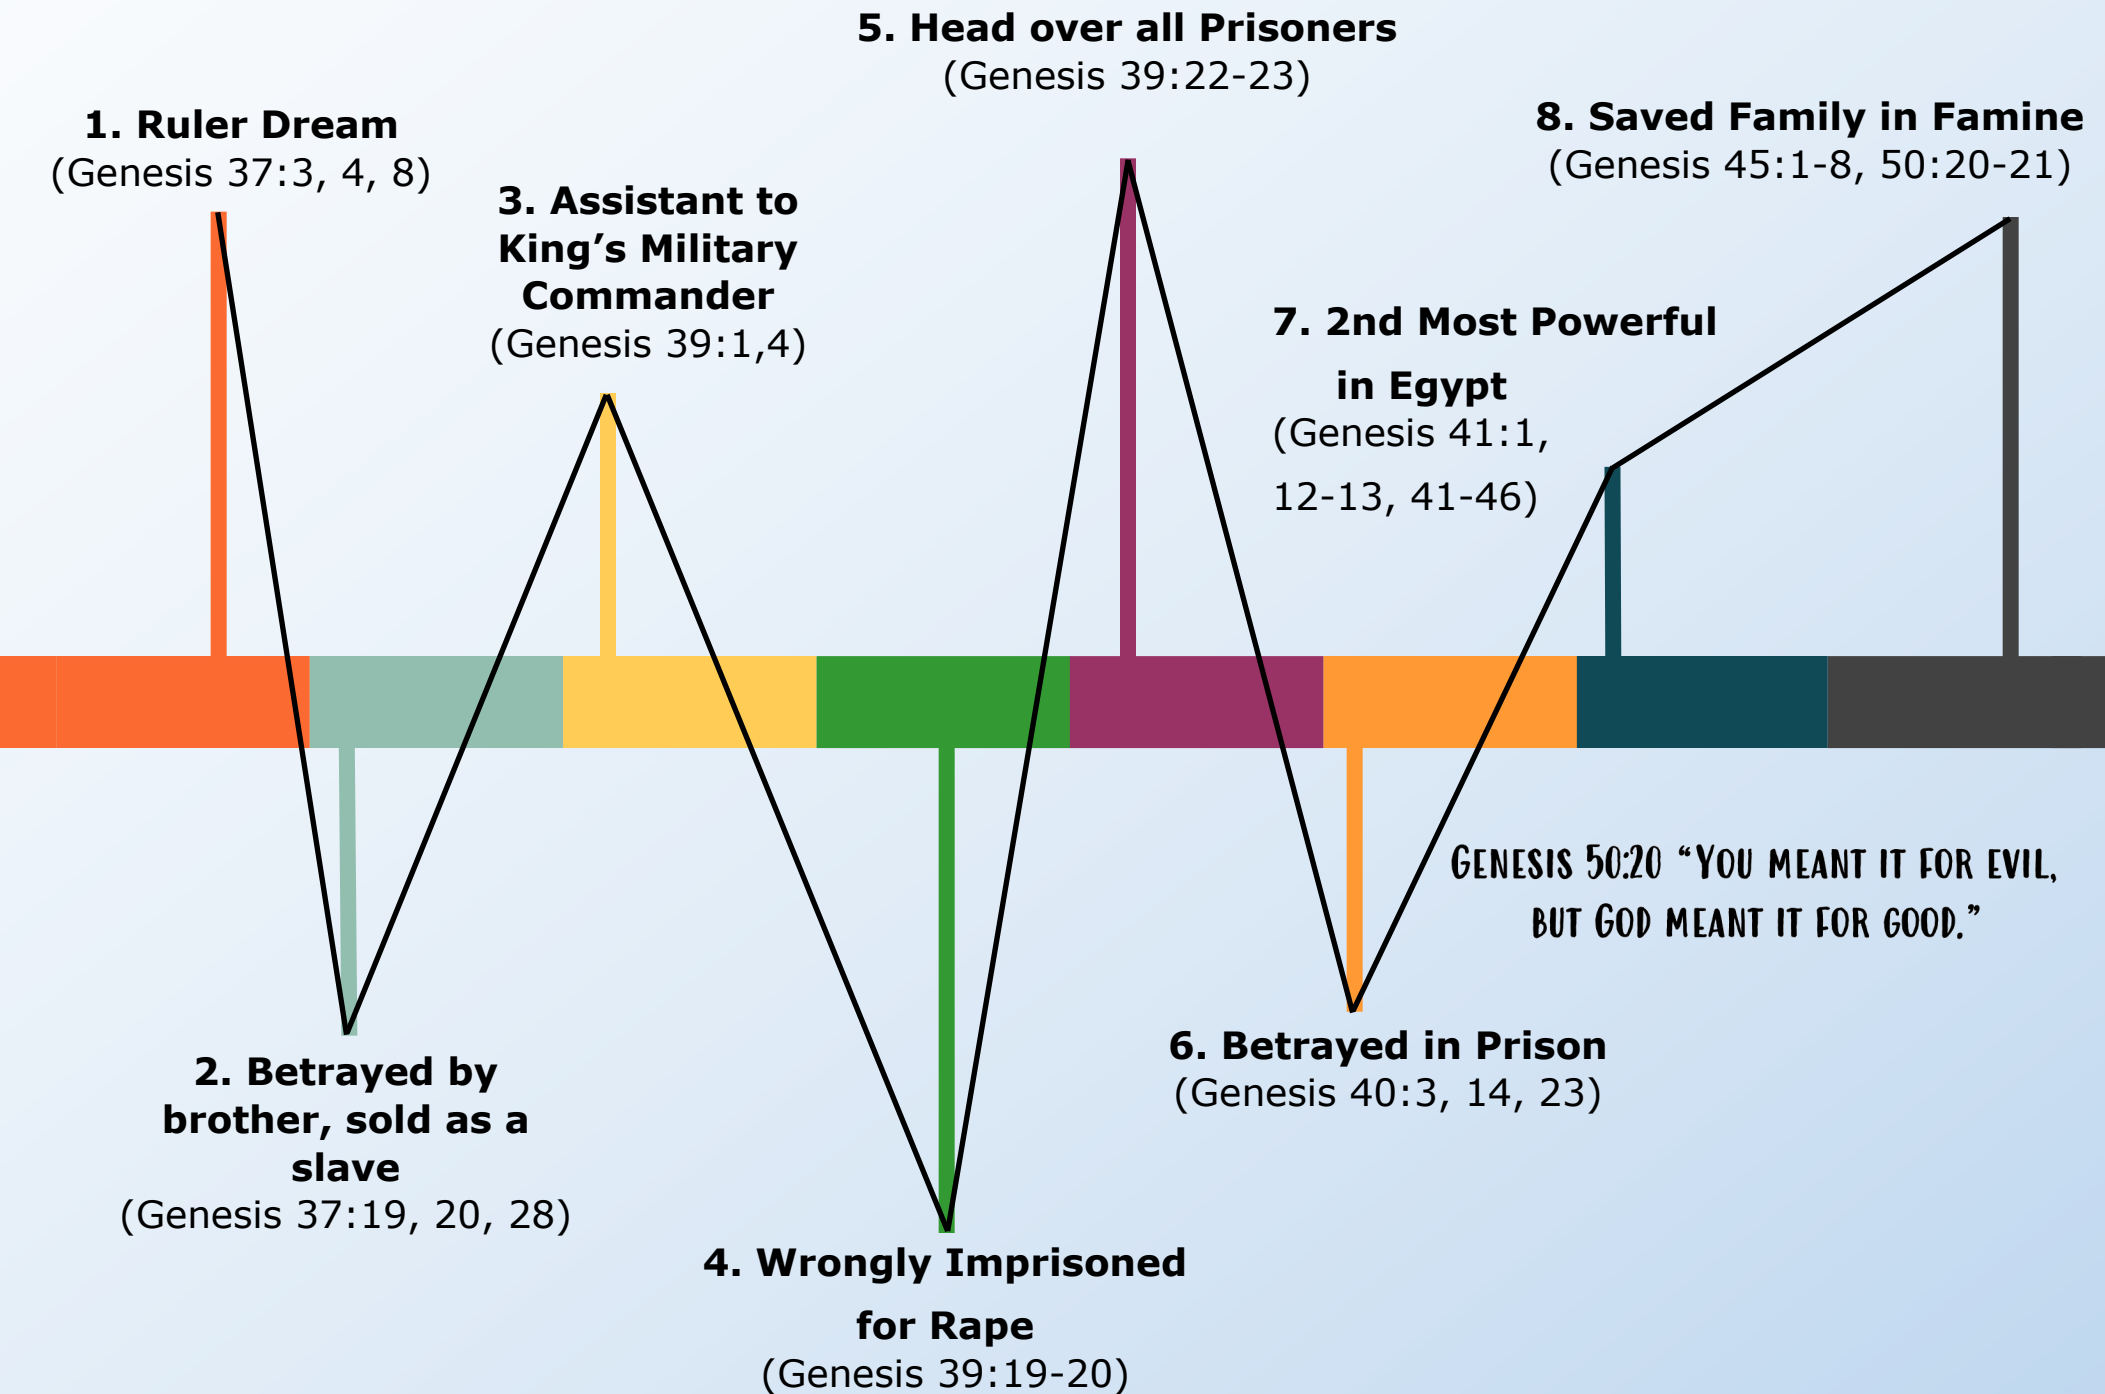 1. Ruler Dream
(Genesis 37:3, 4, 8)
2. Betrayed by
brother, sold as a
slave
(Genesis 37:19, 20, 28)
3. Assistant to
King’s Military
Commander
(Genesis 39:1,4)
4. Wrongly Imprisoned
for Rape
(Genesis 39:19-20)
5. Head over all Prisoners
(Genesis 39:22-23)
6. Betrayed in Prison
(Genesis 40:3, 14, 23)
7. 2nd Most Powerful
in Egypt
(Genesis 41:1,
12-13, 41-46)
8. Saved Family in Famine
(Genesis 45:1-8, 50:20-21)
Genesis 50:20 “You meant it for evil,
but God meant it for good.”